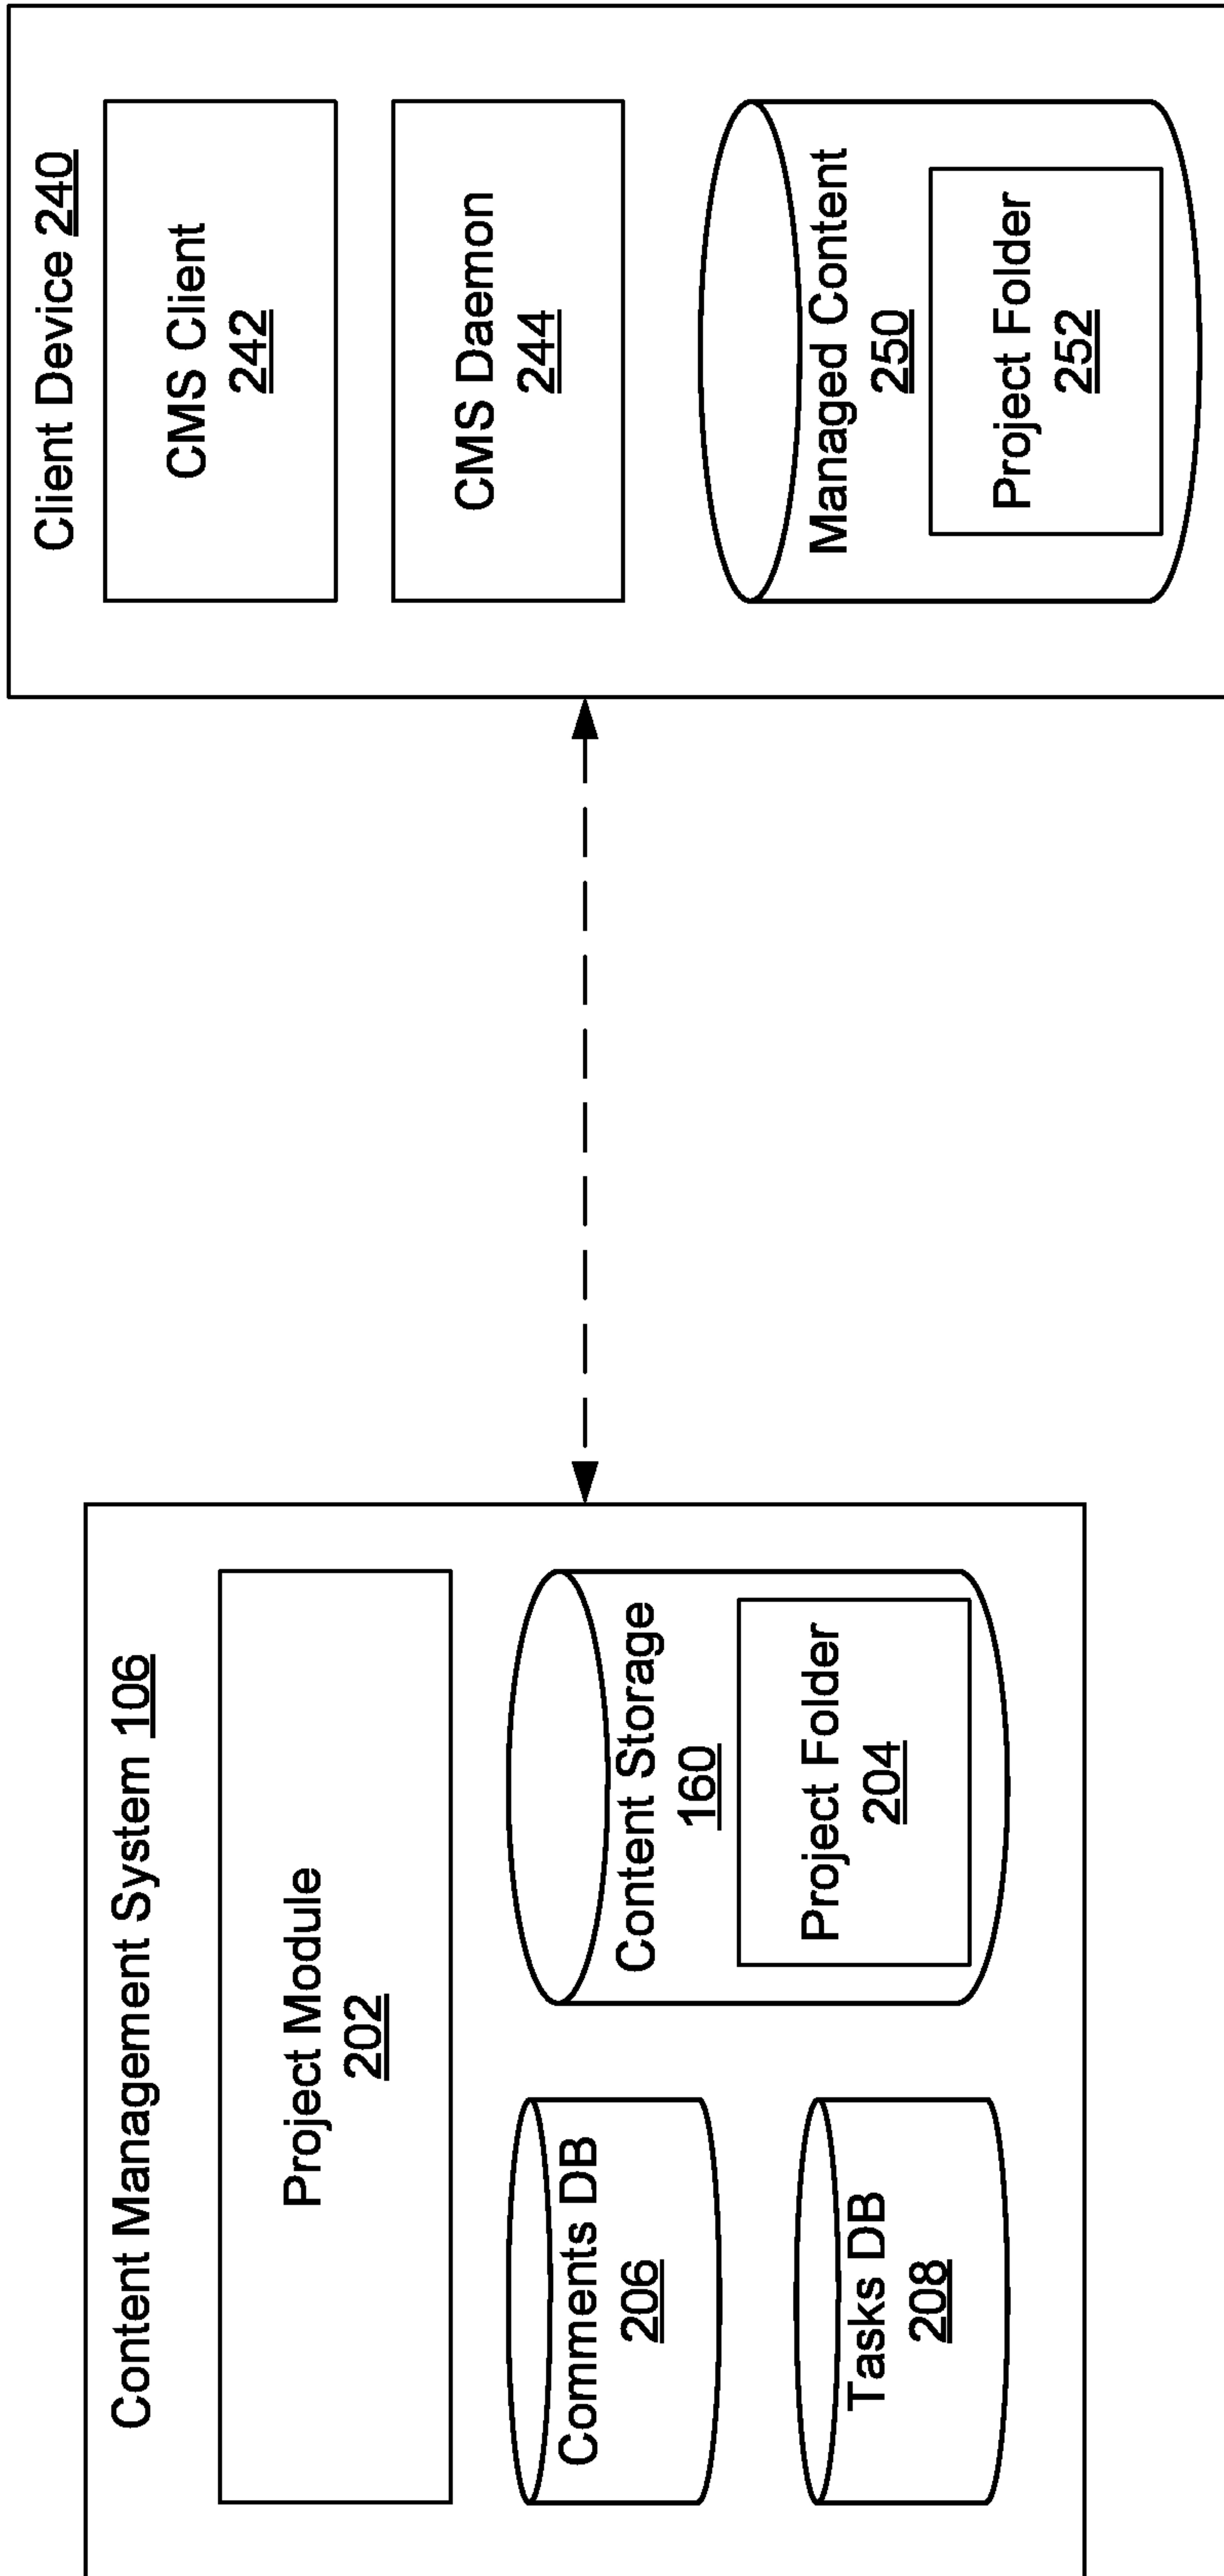 Content Management System 106
Project Module
202
Comments DB
206
Tasks DB
208
Content Storage
160
Project Folder
204
Client Device 240
CMS Client
242
CMS Daemon
244
Managed Content
250
Project Folder
252